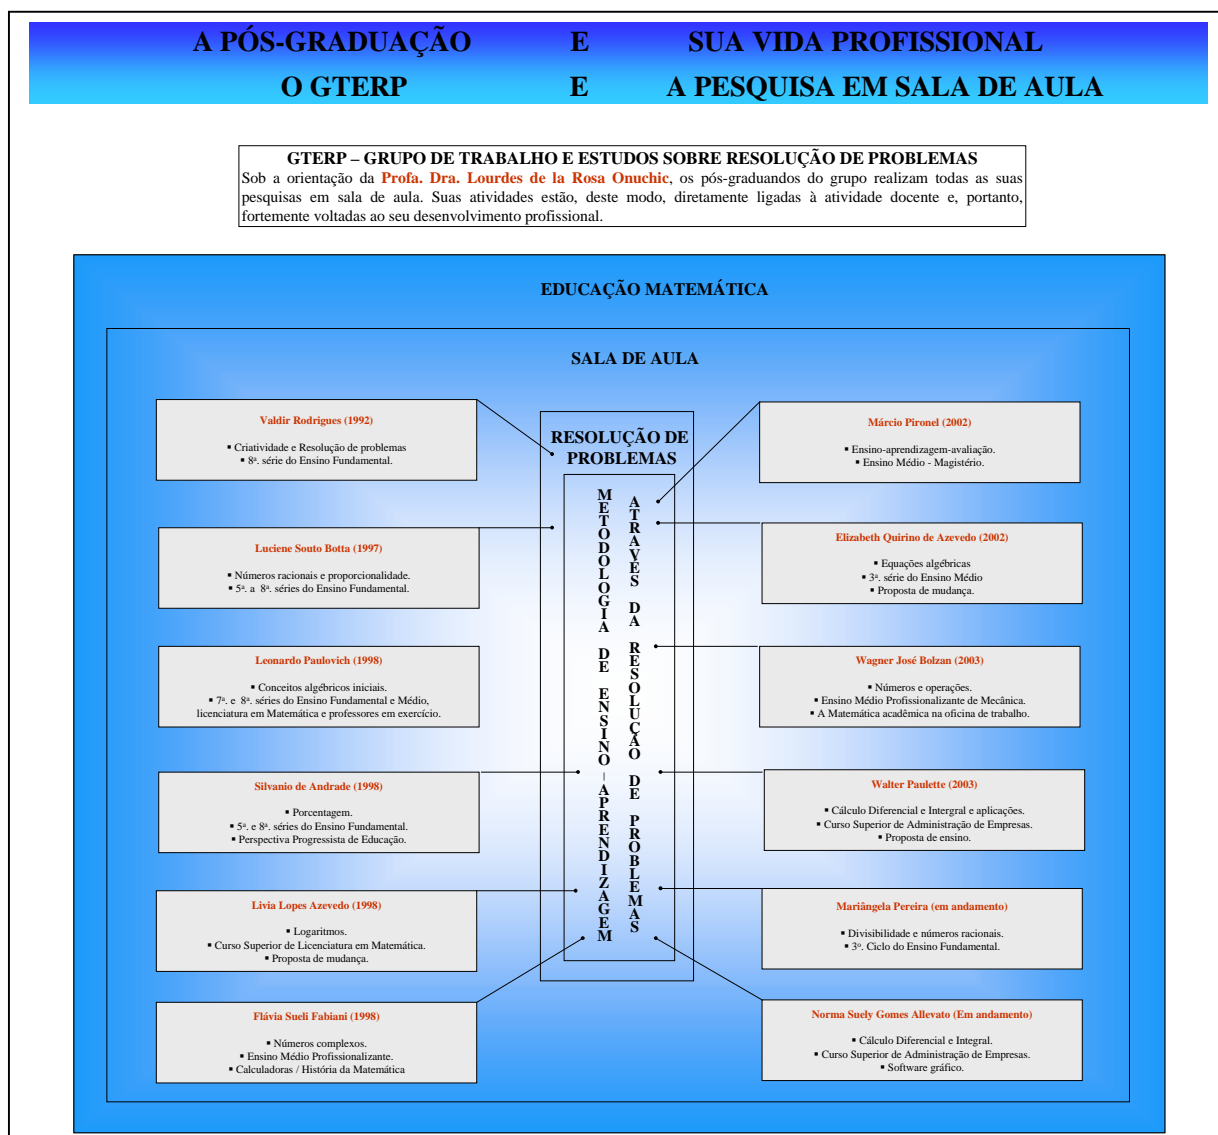 A PÓS-GRADUAÇÃO E SUA VIDA PROFISSIONAL
O GTERP E A PESQUISA EM SALA DE AULA
GTERP – GRUPO DE TRABALHO E ESTUDOS SOBRE RESOLUÇÃO DE PROBLEMAS
Sob a orientação da Profa. Dra. Lourdes de la Rosa Onuchic, os pós-graduandos do grupo realizam todas as suas
pesquisas em sala de aula. Suas atividades estão, deste modo, diretamente ligadas à atividade docente e, portanto,
fortemente voltadas ao seu desenvolvimento profissional.
EDUCAÇÃO MATEMÁTICA
SALA DE AULA
Valdir Rodrigues (1992)
▪ Criatividade e Resolução de problemas
▪ 8ª. série do Ensino Fundamental.
Luciene Souto Botta (1997)
▪ Números racionais e proporcionalidade.
▪ 5ª. a 8ª. séries do Ensino Fundamental.
Leonardo Paulovich (1998)
▪ Conceitos algébricos iniciais.
▪ 7ª. e 8ª. séries do Ensino Fundamental e Médio,
licenciatura em Matemática e professores em exercício.
Silvanio de Andrade (1998)
▪ Porcentagem.
▪ 5ª. e 8ª. séries do Ensino Fundamental.
▪ Perspectiva Progressista de Educação.
Livia Lopes Azevedo (1998)
▪ Logaritmos.
▪ Curso Superior de Licenciatura em Matemática.
▪ Proposta de mudança.
Flávia Sueli Fabiani (1998)
▪ Números complexos.
▪ Ensino Médio Profissionalizante.
▪ Calculadoras / História da Matemática
RESOLUÇÃO DE
PROBLEMAS
METODOLOGIA DE ENSINO – APRENDIZAGEM
ATRAVÉS DA RESOLUÇÃO DE PROBLEMAS
Márcio Pironel (2002)
▪ Ensino-aprendizagem-avaliação.
▪ Ensino Médio - Magistério.
Elizabeth Quirino de Azevedo (2002)
▪ Equações algébricas
▪ 3ª. série do Ensino Médio
▪ Proposta de mudança.
Wagner José Bolzan (2003)
▪ Números e operações.
▪ Ensino Médio Profissionalizante de Mecânica.
▪ A Matemática acadêmica na oficina de trabalho.
Walter Paulette (2003)
▪ Cálculo Diferencial e Intergral e aplicações.
▪ Curso Superior de Administração de Empresas.
▪ Proposta de ensino.
Mariângela Pereira (em andamento)
▪ Divisibilidade e números racionais.
▪ 3º. Ciclo do Ensino Fundamental.
Norma Suely Gomes Allevato (Em andamento)
▪ Cálculo Diferencial e Integral.
▪ Curso Superior de Administração de Empresas.
▪ Software gráfico.